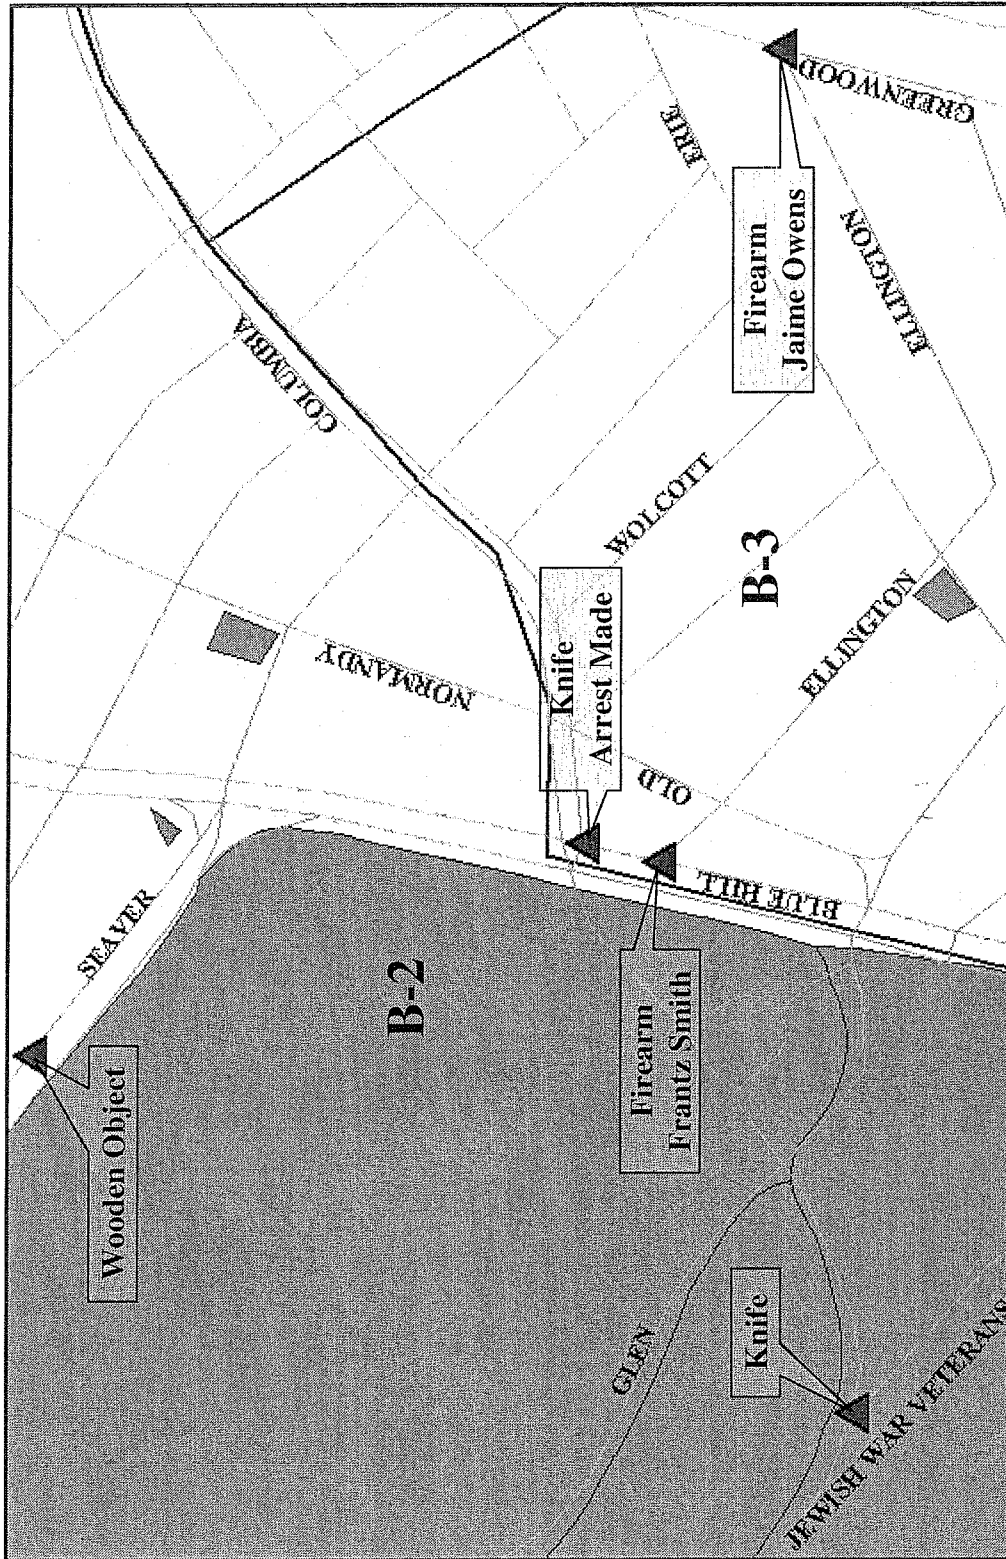 Wooden Object
SEAVER
COLUMBIA
NORMANDY
B-2
GLEN
Knife
JEWISH WAR VETERANS
Firearm
Frantz Smith
Knife
Arrest Made
BLUE HILL
OLD
WOLCOTT
B-3
ELLINGTON
ERIE
Firearm
Jaime Owens
ELLINGTON
GREENWOOD